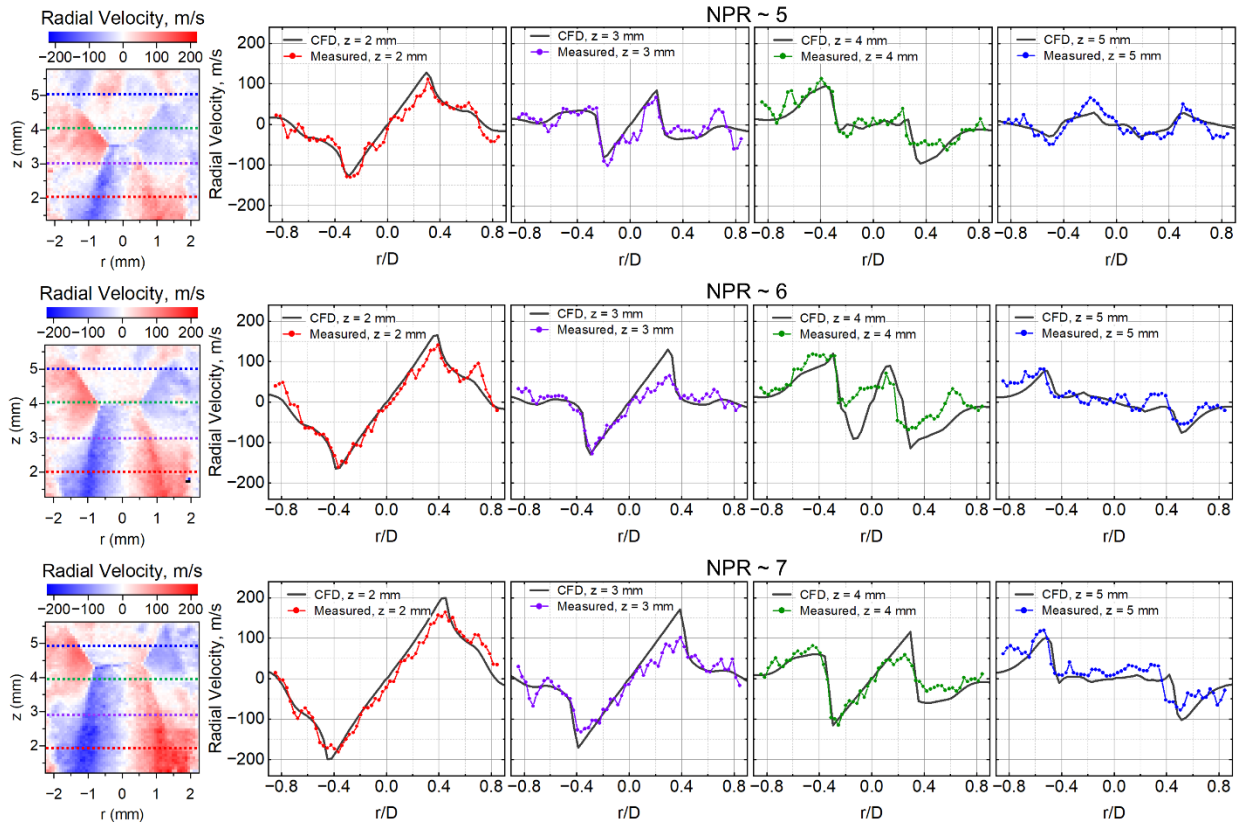 NPR ~ 5
Radial Velocity, m/s
−200 −100 0 100 200
z (mm)
5
4
3
2
−2 −1 0 1 2
r (mm)
Radial Velocity, m/s
200
100
0
−100
−200
CFD, z = 2 mm
Measured, z = 2 mm
−0.8 −0.4 0.0 0.4 0.8
r/D
CFD, z = 3 mm
Measured, z = 3 mm
−0.8 −0.4 0.0 0.4 0.8
r/D
CFD, z = 4 mm
Measured, z = 4 mm
−0.8 −0.4 0.0 0.4 0.8
r/D
CFD, z = 5 mm
Measured, z = 5 mm
−0.8 −0.4 0.0 0.4 0.8
r/D
NPR ~ 6
Radial Velocity, m/s
−200 −100 0 100 200
z (mm)
5
4
3
2
−2 −1 0 1 2
r (mm)
Radial Velocity, m/s
200
100
0
−100
−200
CFD, z = 2 mm
Measured, z = 2 mm
−0.8 −0.4 0.0 0.4 0.8
r/D
CFD, z = 3 mm
Measured, z = 3 mm
−0.8 −0.4 0.0 0.4 0.8
r/D
CFD, z = 4 mm
Measured, z = 4 mm
−0.8 −0.4 0.0 0.4 0.8
r/D
CFD, z = 5 mm
Measured, z = 5 mm
−0.8 −0.4 0.0 0.4 0.8
r/D
NPR ~ 7
Radial Velocity, m/s
−200 −100 0 100 200
z (mm)
5
4
3
2
−2 −1 0 1 2
r (mm)
Radial Velocity, m/s
200
100
0
−100
−200
CFD, z = 2 mm
Measured, z = 2 mm
−0.8 −0.4 0.0 0.4 0.8
r/D
CFD, z = 3 mm
Measured, z = 3 mm
−0.8 −0.4 0.0 0.4 0.8
r/D
CFD, z = 4 mm
Measured, z = 4 mm
−0.8 −0.4 0.0 0.4 0.8
r/D
CFD, z = 5 mm
Measured, z = 5 mm
−0.8 −0.4 0.0 0.4 0.8
r/D